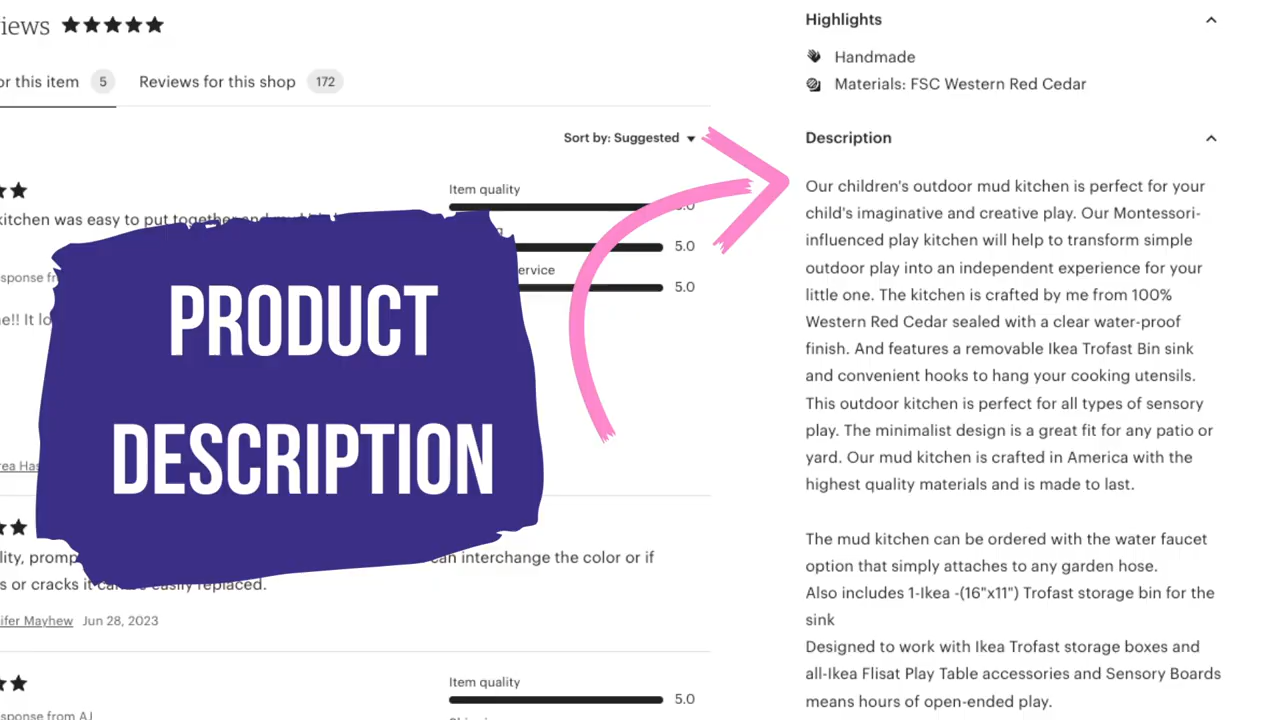 iews ★★★★★
or this item 5 Reviews for this shop 172
Sort by: Suggested
★★
Item quality
kitchen was easy to put together and
5.0
5.0
ervice
5.0
e!! It lo
PRODUCT
DESCRIPTION
rea Has
★★
lity, promp
an interchange the color or if
s or cracks it can be easily replaced.
ifer Mayhew Jun 28, 2023
★★
Item quality
5.0
sponse from AJ
Highlights
Handmade
Materials: FSC Western Red Cedar
Description
Our children's outdoor mud kitchen is perfect for your
child's imaginative and creative play. Our Montessori-
influenced play kitchen will help to transform simple
outdoor play into an independent experience for your
little one. The kitchen is crafted by me from 100%
Western Red Cedar sealed with a clear water-proof
finish. And features a removable Ikea Trofast Bin sink
and convenient hooks to hang your cooking utensils.
This outdoor kitchen is perfect for all types of sensory
play. The minimalist design is a great fit for any patio or
yard. Our mud kitchen is crafted in America with the
highest quality materials and is made to last.
The mud kitchen can be ordered with the water faucet
option that simply attaches to any garden hose.
Also includes 1-Ikea -(16"x11") Trofast storage bin for the
sink
Designed to work with Ikea Trofast storage boxes and
all-Ikea Flisat Play Table accessories and Sensory Boards
means hours of open-ended play.